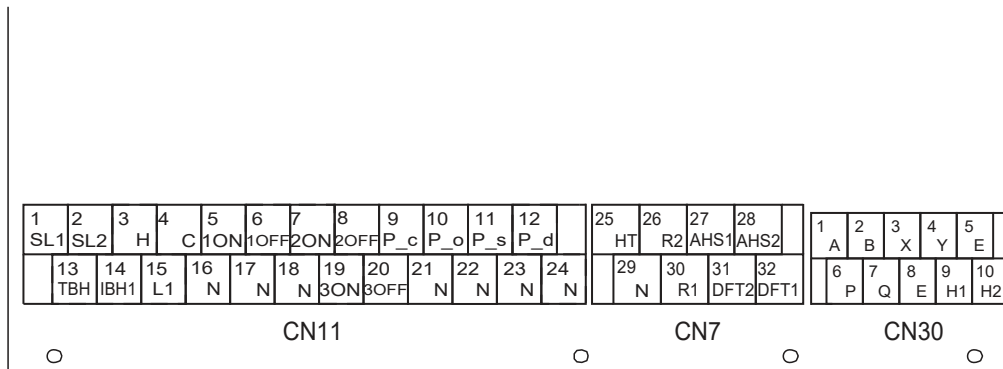 1 2 3 4 5 6 7 8 9 10 11 12
SL1 SL2 H C 1ON 1OFF 2ON 2OFF P_c P_o P_s P_d
13 14 15 16 17 18 19 20 21 22 23 24
TBH IBH1 L1 N N N 3ON 3OFF N N N N
CN11
25 26 27 28
HT R2 AHS1 AHS2
29 30 31 32
N R1 DFT2 DFT1
CN7
1 2 3 4 5
A B X Y E
6 7 8 9 10
P Q E H1 H2
CN30